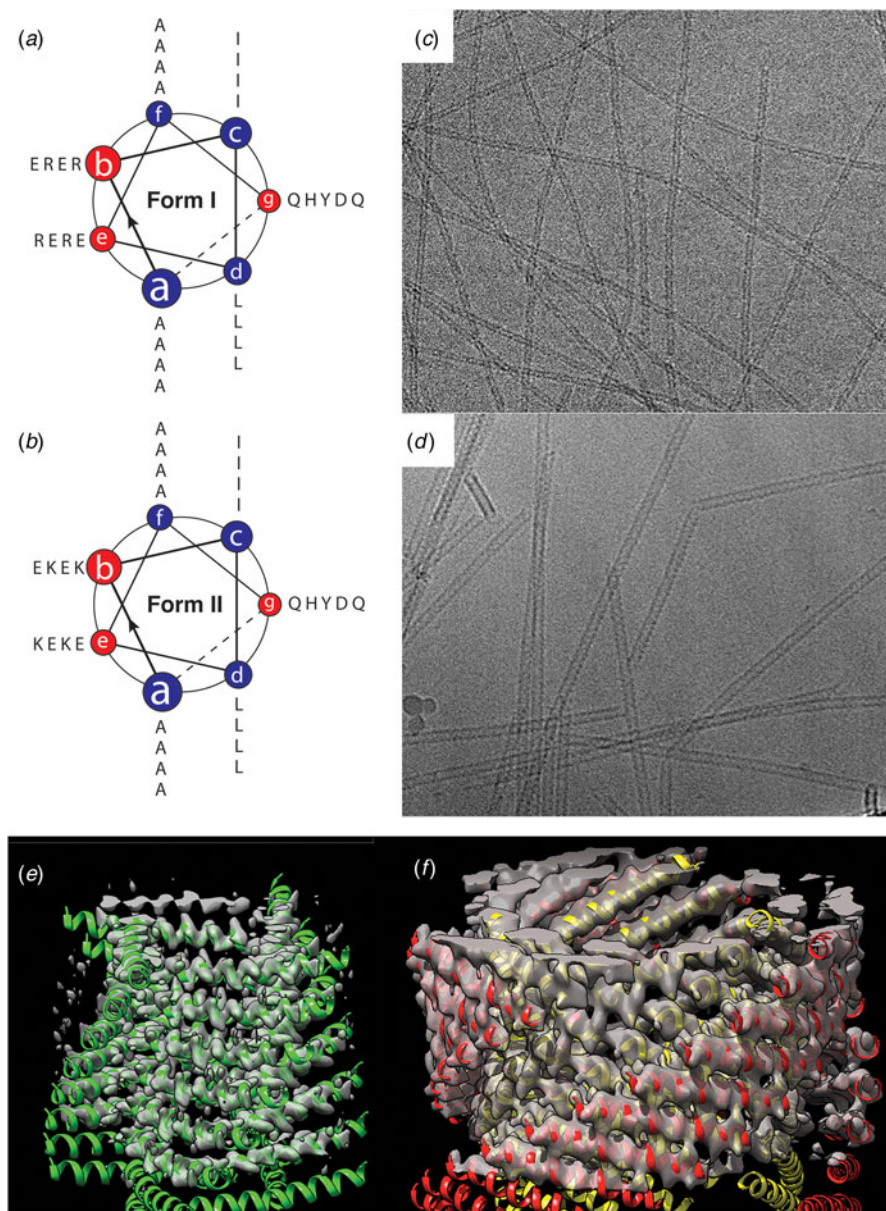 (a)
A A A A
I I I I
f
c
b
ERER
Form I
g
QHYDQ
RERE
e
d
a
A A A A
L L L L
(b)
A A A A
I I I I
f
c
EKEK
b
Form II
g
QHYDQ
KEKE
e
d
a
A A A A
L L L L
(c)
(d)
(e)
(f)